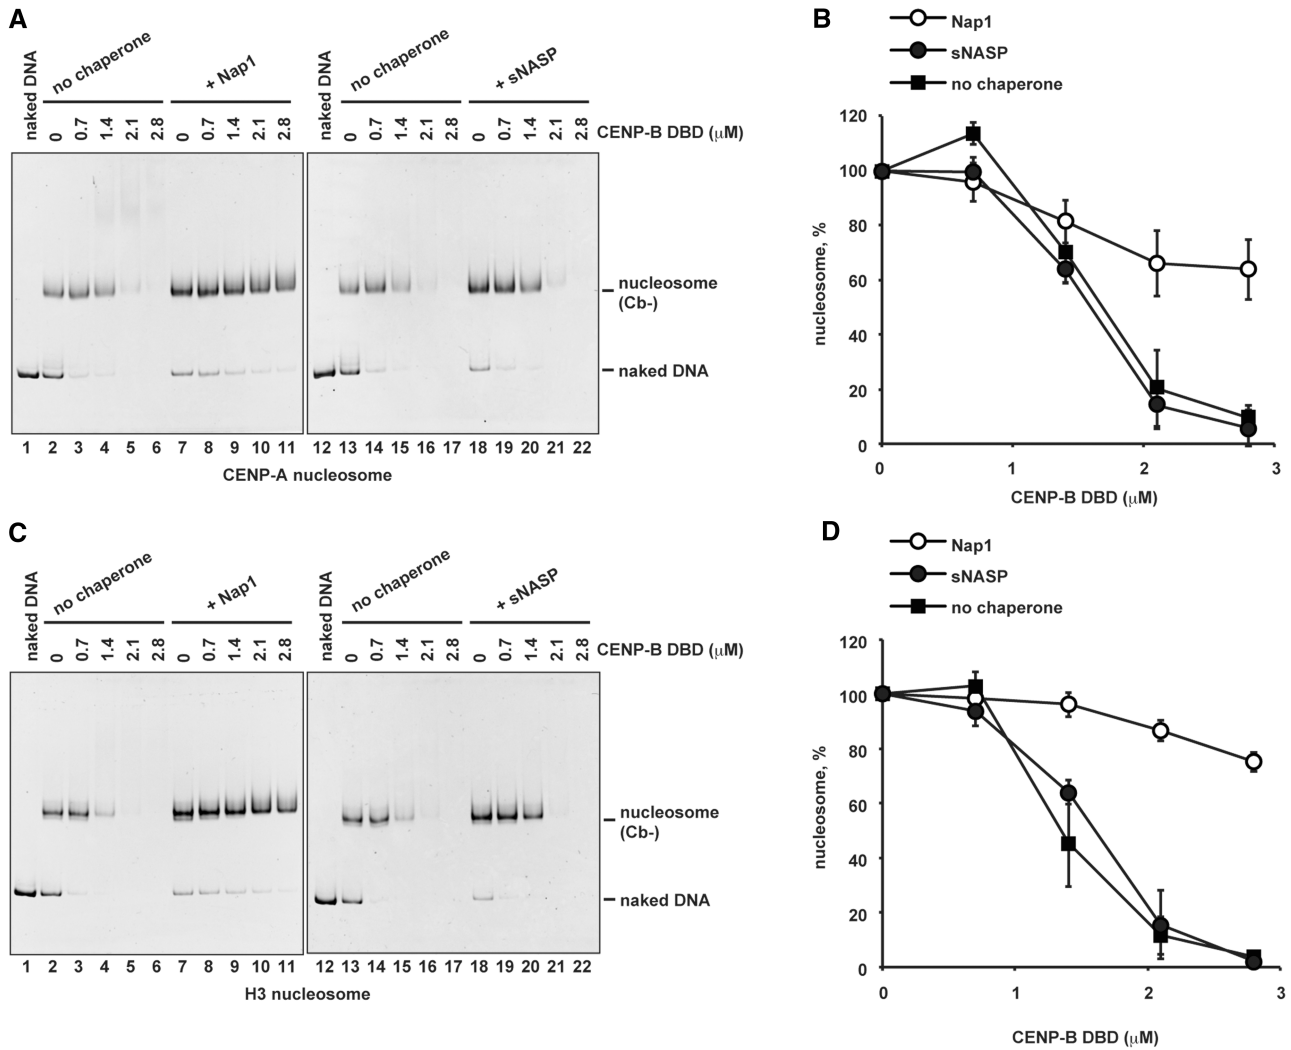 A
naked DNA
no chaperone
+ Nap1
naked DNA
no chaperone
+ sNASP
0 0.7 1.4 2.1 2.8 0 0.7 1.4 2.1 2.8 0 0.7 1.4 2.1 2.8 0 0.7 1.4 2.1 2.8 CENP-B DBD (μM)
nucleosome
(Cb-)
naked DNA
1 2 3 4 5 6 7 8 9 10 11 12 13 14 15 16 17 18 19 20 21 22
CENP-A nucleosome
B
Nap1
sNASP
no chaperone
120
100
80
60
40
20
0
nucleosome, %
0 1 2 3
CENP-B DBD (μM)
C
naked DNA
no chaperone
+ Nap1
naked DNA
no chaperone
+ sNASP
0 0.7 1.4 2.1 2.8 0 0.7 1.4 2.1 2.8 0 0.7 1.4 2.1 2.8 0 0.7 1.4 2.1 2.8 CENP-B DBD (μM)
nucleosome
(Cb-)
naked DNA
1 2 3 4 5 6 7 8 9 10 11 12 13 14 15 16 17 18 19 20 21 22
H3 nucleosome
D
Nap1
sNASP
no chaperone
120
100
80
60
40
20
0
nucleosome, %
0 1 2 3
CENP-B DBD (μM)